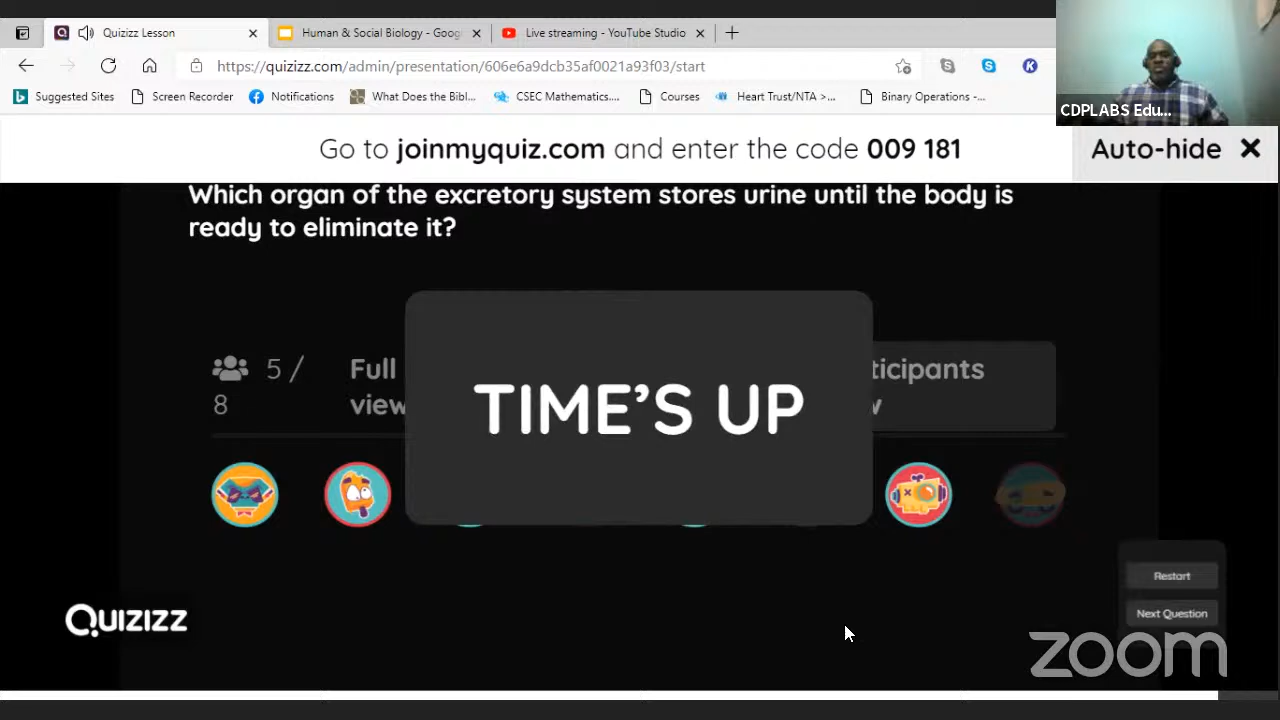 Quizizz Lesson
Human & Social Biology - Goog
Live streaming - YouTube Studio
https://quizizz.com/admin/presentation/606e6a9dcb35af0021a93f03/start
Suggested Sites
Screen Recorder
Notifications
What Does the Bibl...
CSEC Mathematics....
Courses
Heart Trust/NTA >...
Binary Operations -...
CDPLABS Edu...
Go to joinmyquiz.com and enter the code 009 181
Auto-hide
Which organ of the excretory system stores urine until the body is
ready to eliminate it?
5 /
8
Full
view
ticipants
TIME'S UP
Restart
Next Question
Quizizz
zoom